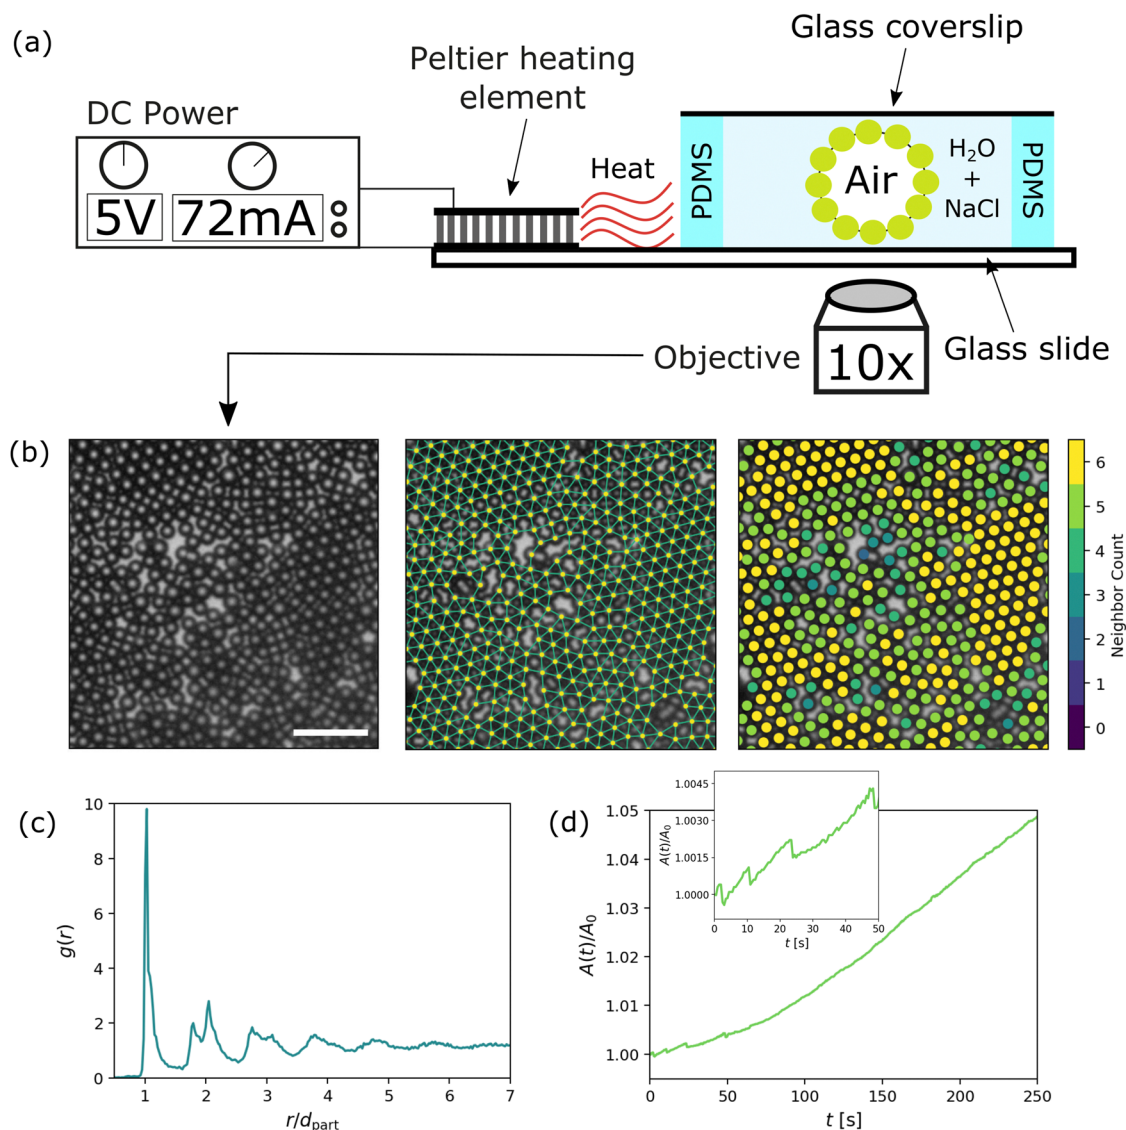 (a)
Glass coverslip
Peltier heating
element
DC Power
Heat
PDMS
Air
H₂O
+
NaCl
PDMS
5V
72mA
Objective
10x
Glass slide
(b)
6
5
4
3
2
1
0
Neighbor Count
(c)
10
8
6
4
2
0
g(r)
1
2
3
4
5
6
7
r/d_part
(d)
1.05
1.04
1.03
1.02
1.01
1.00
A(t)/A₀
0
50
100
150
200
250
t [s]
1.0045
1.0030
1.0015
1.0000
A(t)/A₀
0
10
20
30
40
50
t [s]